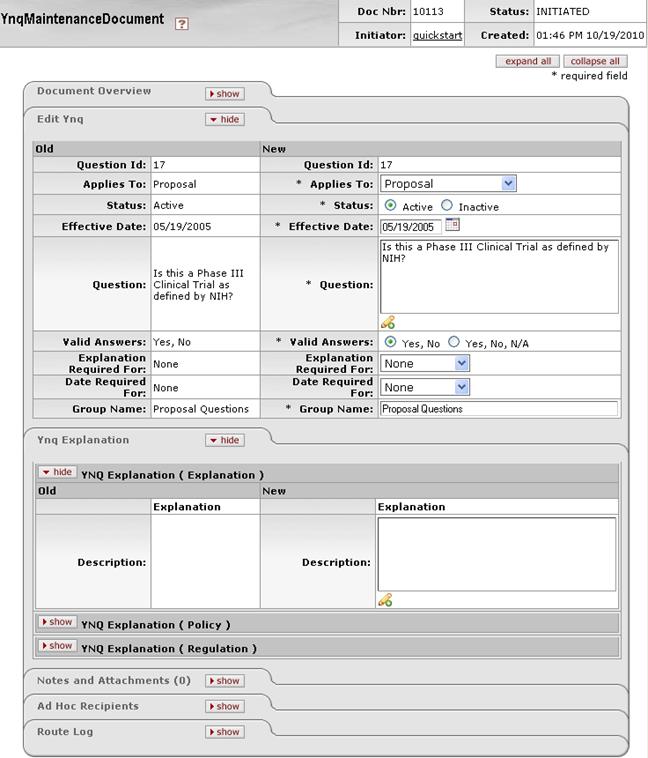 YnqMaintenanceDocument ?
Doc Nbr: 10113 Status: INITIATED
Initiator: quickstart Created: 01:46 PM 10/19/2010
expand all collapse all
* required field
Document Overview show
Edit Ynq hide
Old New
Question Id: 17 Question Id: 17
Applies To: Proposal * Applies To: Proposal
Status: Active * Status: Active Inactive
Effective Date: 05/19/2005 * Effective Date: 05/19/2005
Question: Is this a Phase III Clinical Trial as defined by NIH? * Question: Is this a Phase III Clinical Trial as defined by NIH?
Valid Answers: Yes, No * Valid Answers: Yes, No Yes, No, N/A
Explanation Required For: None Explanation Required For: None
Date Required For: None Date Required For: None
Group Name: Proposal Questions * Group Name: Proposal Questions
Ynq Explanation hide
hide YNQ Explanation ( Explanation )
Old New
Explanation Explanation
Description: Description:
show YNQ Explanation ( Policy )
show YNQ Explanation ( Regulation )
Notes and Attachments (0) show
Ad Hoc Recipients show
Route Log show